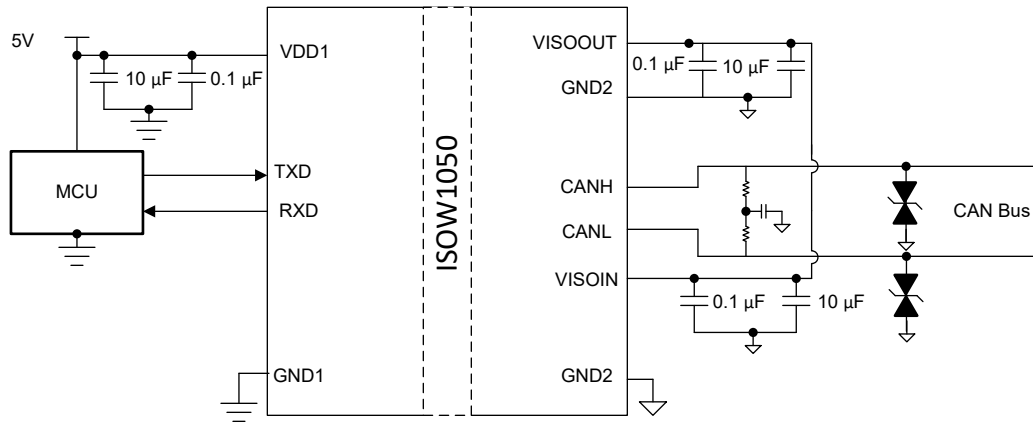 5V
VDD1
10 µF
0.1 µF
MCU
TXD
RXD
GND1
ISOW1050
VISOOUT
0.1 µF
10 µF
GND2
CANH
CANL
CAN Bus
VISOIN
0.1 µF
10 µF
GND2